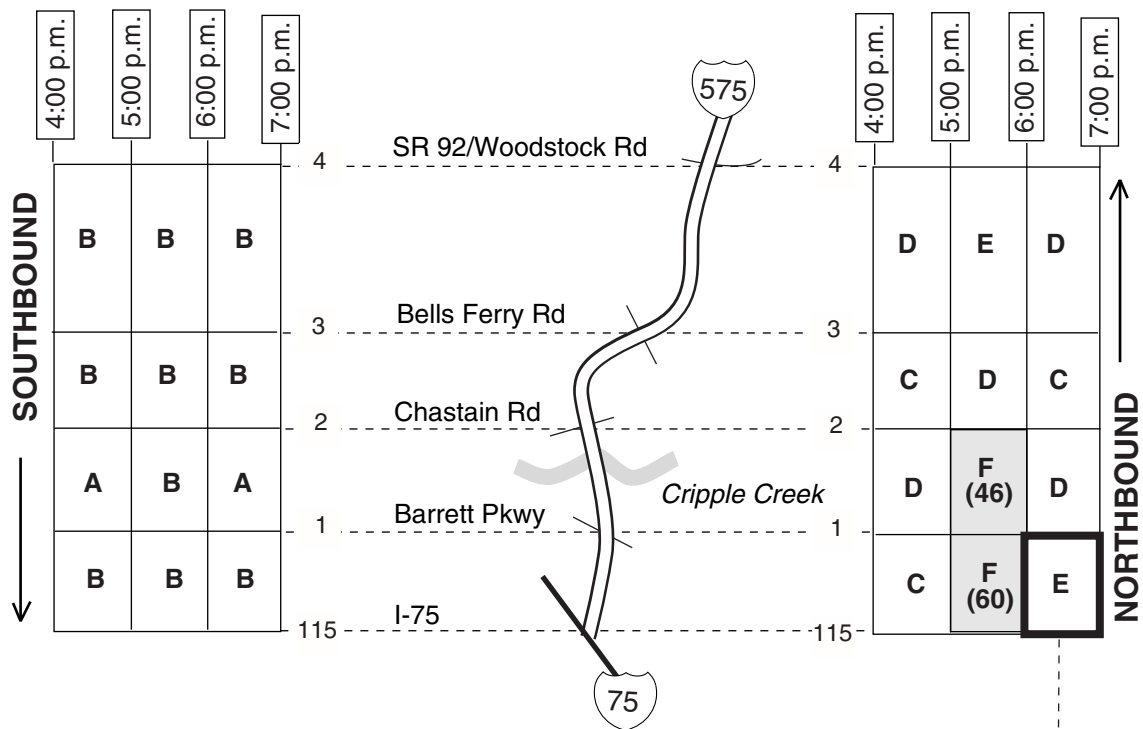 4:00 p.m. 5:00 p.m. 6:00 p.m. 7:00 p.m.
4:00 p.m. 5:00 p.m. 6:00 p.m. 7:00 p.m.
575
SR 92/Woodstock Rd
4 4
SOUTHBOUND
B B B
D E D
Bells Ferry Rd
3 3
B B B
C D C
Chastain Rd
2 2
A B A
D F (46) D
Cripple Creek
Barrett Pkwy
1 1
B B B
C F (60) E
NORTHBOUND
I-75
115 115
75